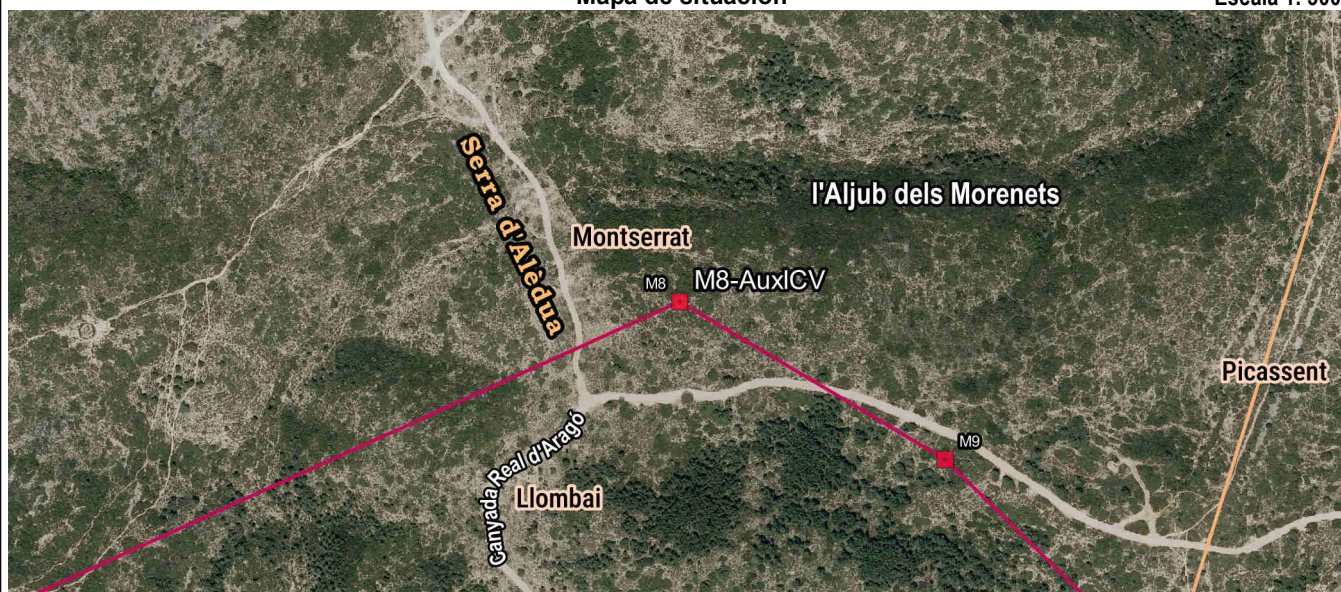 Mapa de situación
Escala 1: 900
Serra d'Alèdua
l'Aljub dels Morenets
Montserrat
M8
M8-AuxICV
Picassent
M9
Canyada Real d'Aragó
Llombai